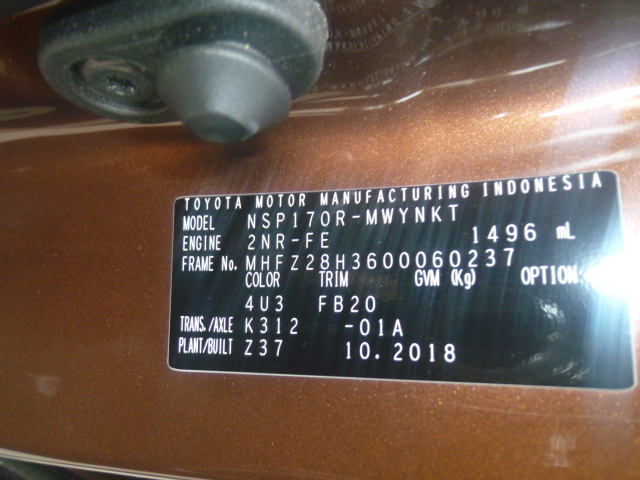 TOYOTA MOTOR MANUFACTURING INDONESIA
MODEL NSP170R-MWYNKT
ENGINE 2NR-FE 1496 mL
FRAME No. MHFZ28H3600060237
COLOR TRIM GVM (Kg) OPTION
4U3 FB20
TRANS./AXLE K312 -01A
PLANT/BUILT Z37 10.2018